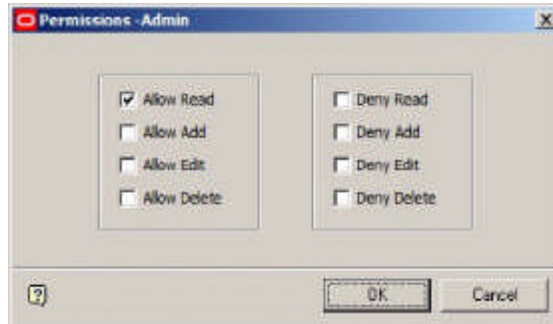 Permissions -Admin
Allow Read
Allow Add
Allow Edit
Allow Delete
Deny Read
Deny Add
Deny Edit
Deny Delete
OK
Cancel